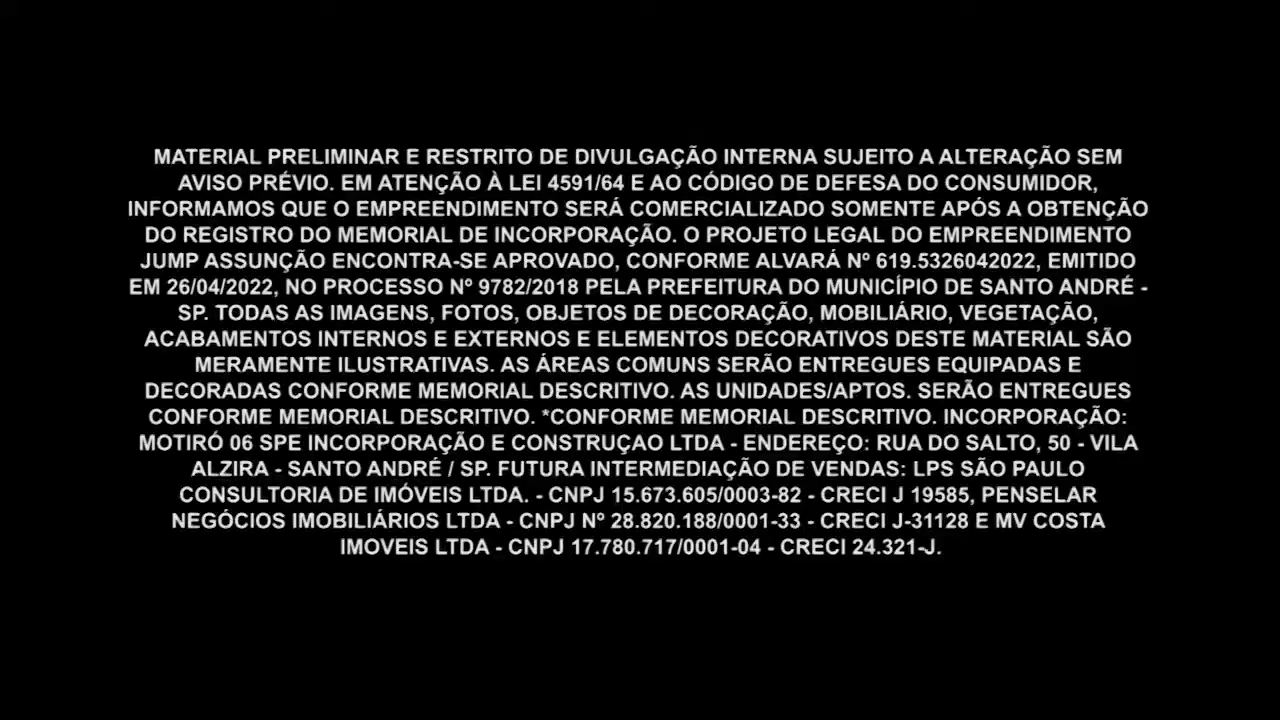 MATERIAL PRELIMINAR E RESTRITO DE DIVULGAÇÃO INTERNA SUJEITO A ALTERAÇÃO SEM
AVISO PRÉVIO. EM ATENÇÃO À LEI 4591/64 E AO CÓDIGO DE DEFESA DO CONSUMIDOR,
INFORMAMOS QUE O EMPREENDIMENTO SERÁ COMERCIALIZADO SOMENTE APÓS A OBTENÇÃO
DO REGISTRO DO MEMORIAL DE INCORPORAÇÃO. O PROJETO LEGAL DO EMPREENDIMENTO
JUMP ASSUNÇÃO ENCONTRA-SE APROVADO, CONFORME ALVARÁ Nº 619.5326042022, EMITIDO
EM 26/04/2022, NO PROCESSO Nº 9782/2018 PELA PREFEITURA DO MUNICÍPIO DE SANTO ANDRÉ -
SP. TODAS AS IMAGENS, FOTOS, OBJETOS DE DECORAÇÃO, MOBILIÁRIO, VEGETAÇÃO,
ACABAMENTOS INTERNOS E EXTERNOS E ELEMENTOS DECORATIVOS DESTE MATERIAL SÃO
MERAMENTE ILUSTRATIVAS. AS ÁREAS COMUNS SERÃO ENTREGUES EQUIPADAS E
DECORADAS CONFORME MEMORIAL DESCRITIVO. AS UNIDADES/APTOS. SERÃO ENTREGUES
CONFORME MEMORIAL DESCRITIVO. *CONFORME MEMORIAL DESCRITIVO. INCORPORAÇÃO:
MOTIRÓ 06 SPE INCORPORAÇÃO E CONSTRUÇAO LTDA - ENDEREÇO: RUA DO SALTO, 50 - VILA
ALZIRA - SANTO ANDRÉ / SP. FUTURA INTERMEDIAÇÃO DE VENDAS: LPS SÃO PAULO
CONSULTORIA DE IMÓVEIS LTDA. - CNPJ 15.673.605/0003-82 - CRECI J 19585, PENSELAR
NEGÓCIOS IMOBILIÁRIOS LTDA - CNPJ Nº 28.820.188/0001-33 - CRECI J-31128 E MV COSTA
IMOVEIS LTDA - CNPJ 17.780.717/0001-04 - CRECI 24.321-J.